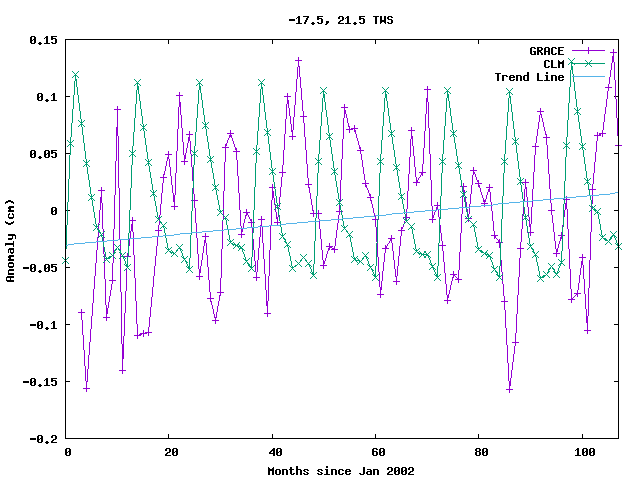 -17.5, 21.5 TWS
0.15
GRACE
CLM
Trend Line
0.1
0.05
0
-0.05
-0.1
-0.15
-0.2
Anomaly (cm)
0 20 40 60 80 100
Months since Jan 2002